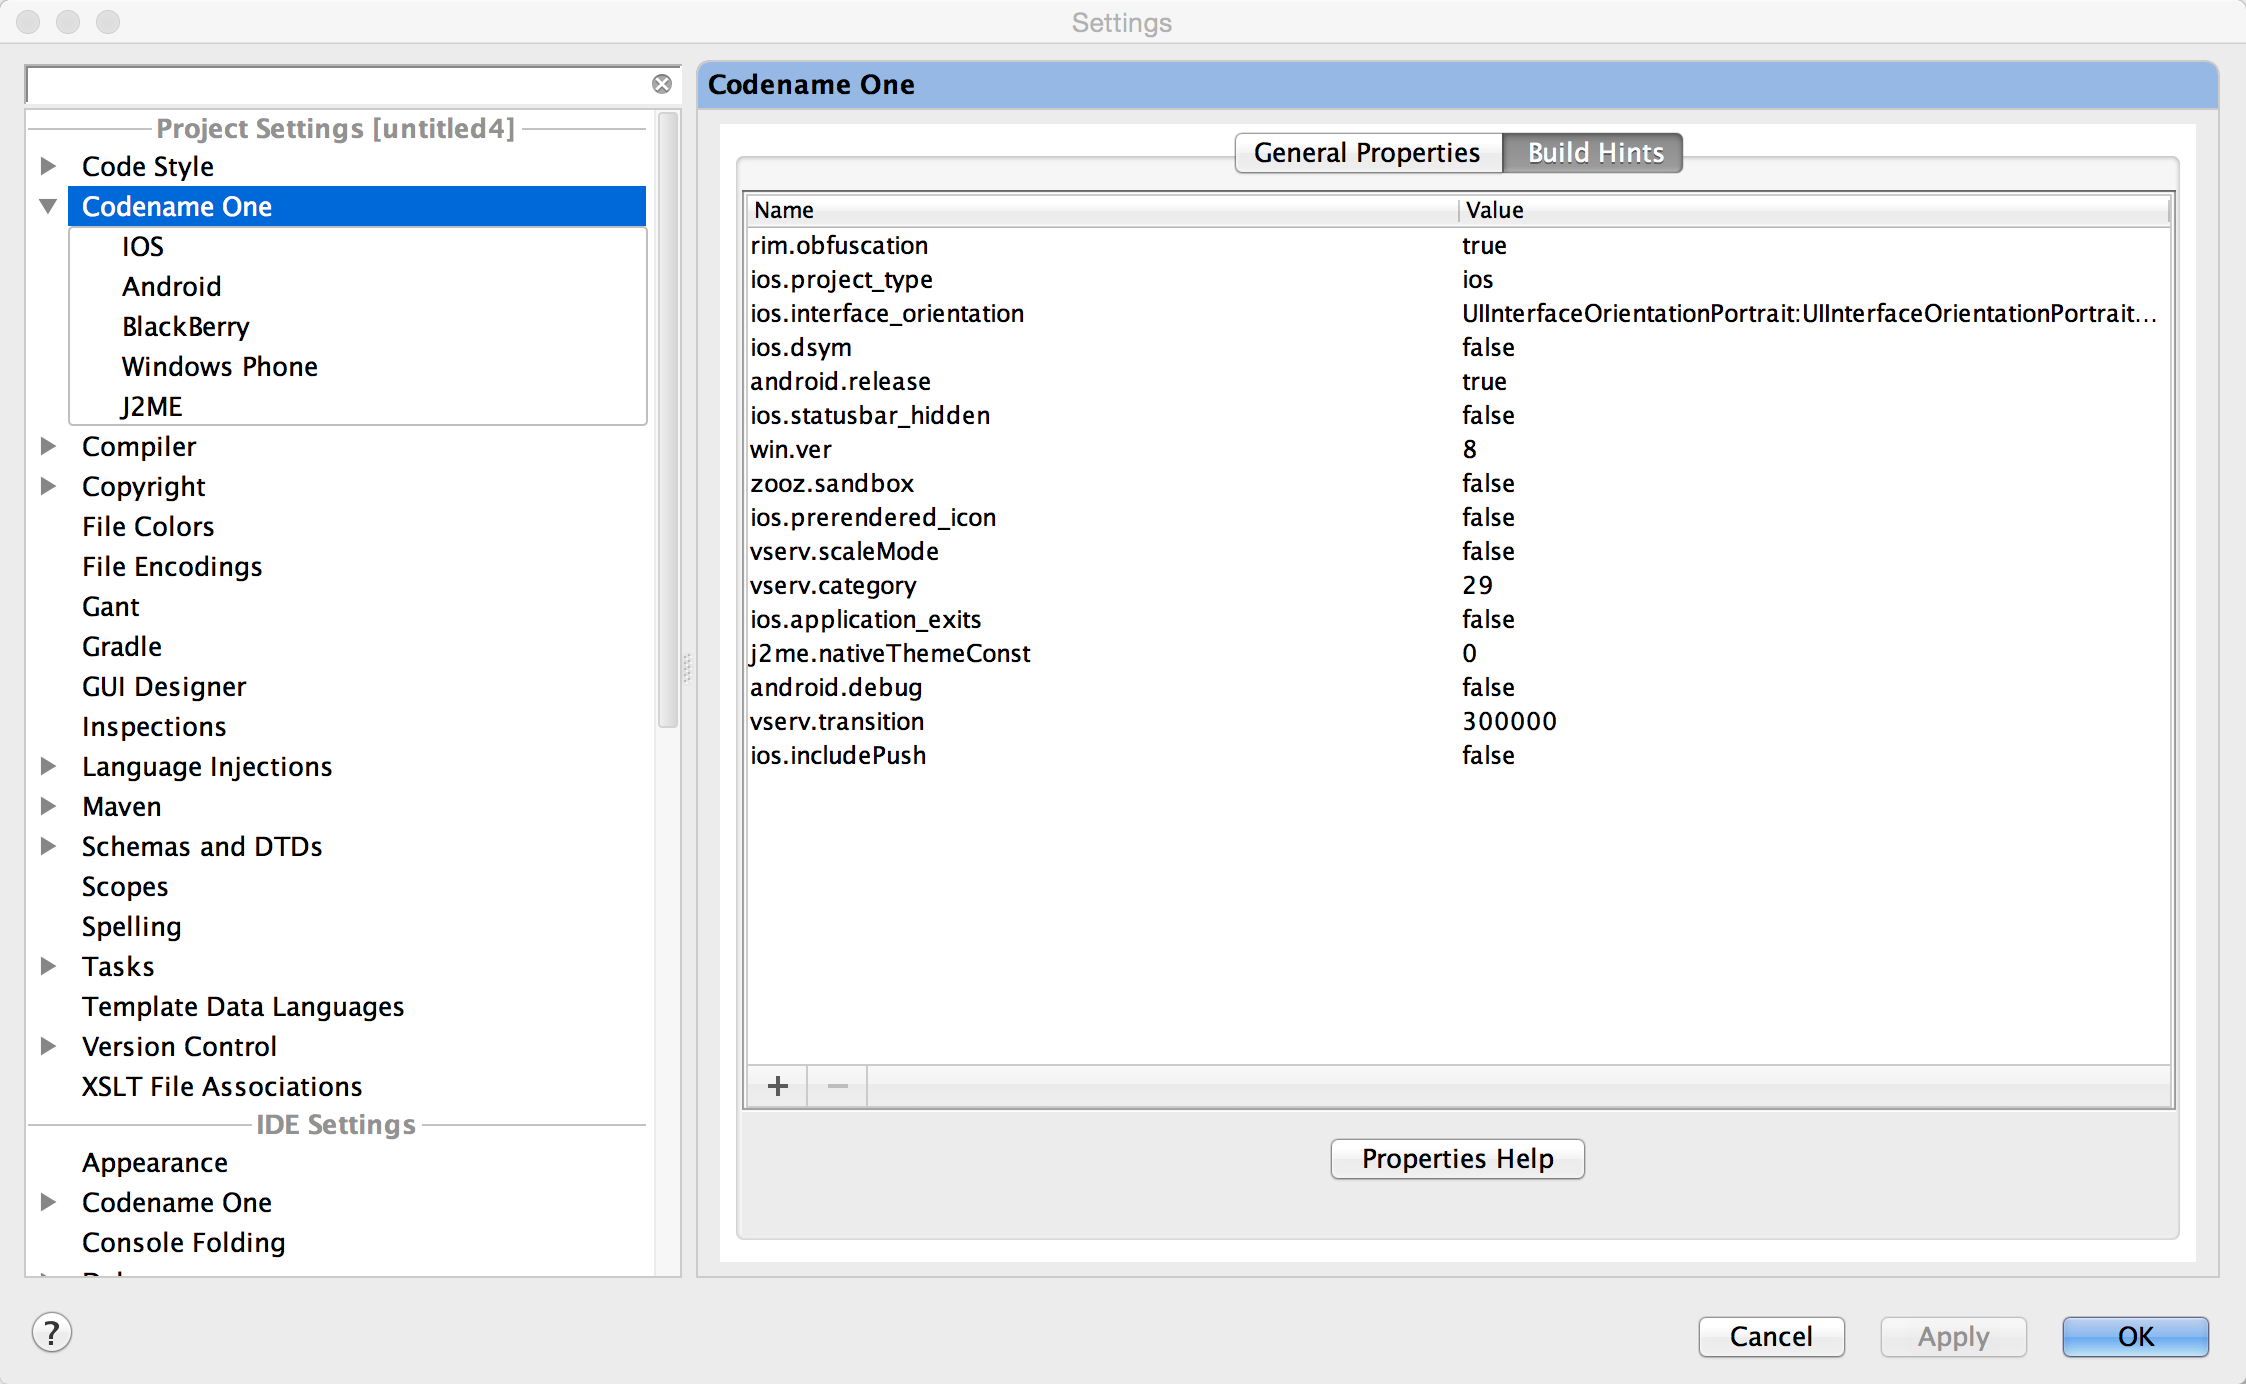 Settings
Project Settings [untitled4]
Code Style
Codename One
IOS
Android
BlackBerry
Windows Phone
J2ME
Compiler
Copyright
File Colors
File Encodings
Gant
Gradle
GUI Designer
Inspections
Language Injections
Maven
Schemas and DTDs
Scopes
Spelling
Tasks
Template Data Languages
Version Control
XSLT File Associations
IDE Settings
Appearance
Codename One
Console Folding
Codename One
General Properties Build Hints
Name Value
rim.obfuscation true
ios.project_type ios
ios.interface_orientation UIInterfaceOrientationPortrait:UIInterfaceOrientationPortrait...
ios.dsym false
android.release true
ios.statusbar_hidden false
win.ver 8
zooz.sandbox false
ios.prerendered_icon false
vserv.scaleMode false
vserv.category 29
ios.application_exits false
j2me.nativeThemeConst 0
android.debug false
vserv.transition 300000
ios.includePush false
+ −
Properties Help
? Cancel Apply OK